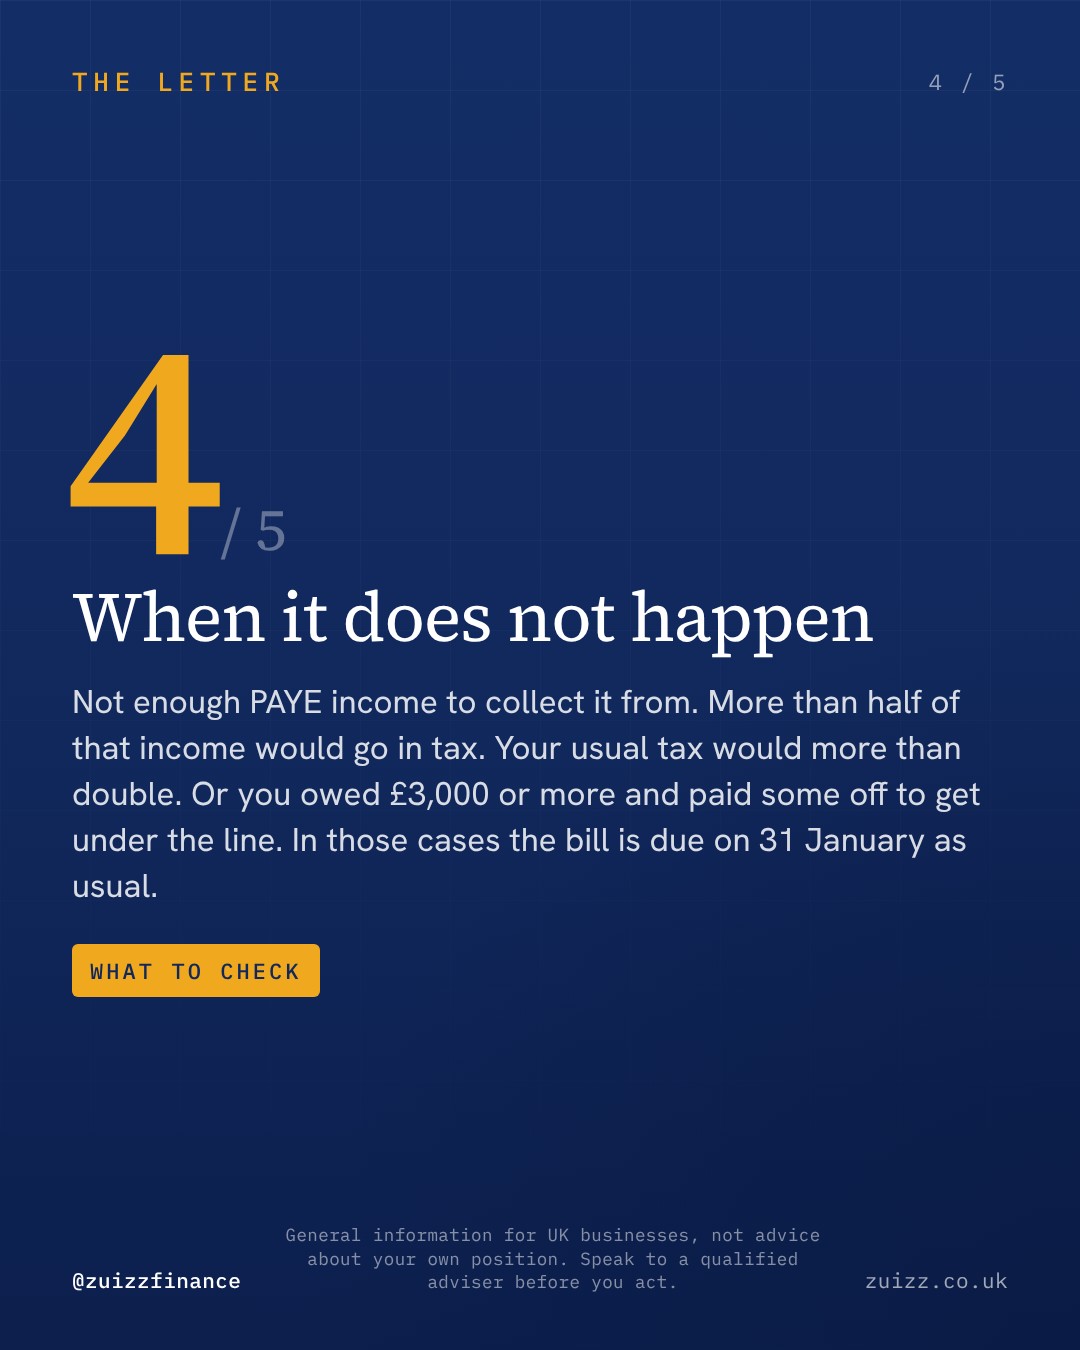 THE LETTER
4 / 5
4 / 5
When it does not happen
Not enough PAYE income to collect it from. More than half of
that income would go in tax. Your usual tax would more than
double. Or you owed £3,000 or more and paid some off to get
under the line. In those cases the bill is due on 31 January as
usual.
WHAT TO CHECK
General information for UK businesses, not advice
about your own position. Speak to a qualified
adviser before you act.
@zuizzfinance
zuizz.co.uk